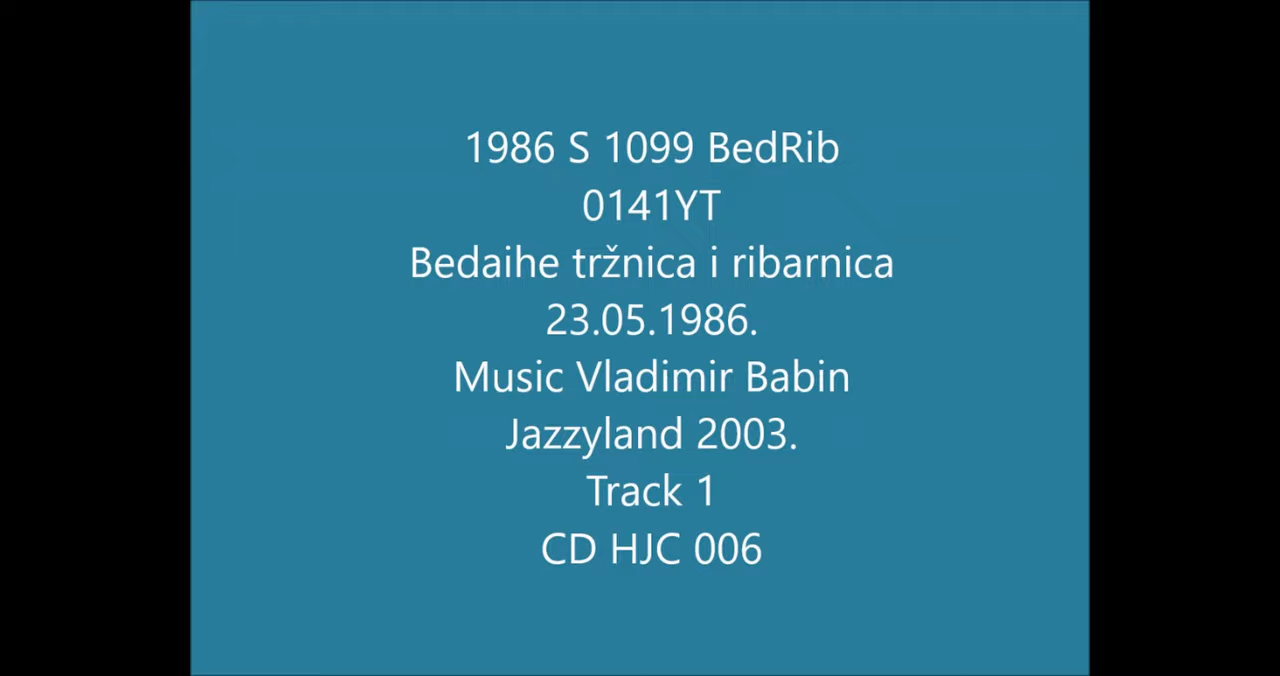 1986 S 1099 BedRib
0141YT
Bedaihe tržnica i ribarnica
23.05.1986.
Music Vladimir Babin
Jazzyland 2003.
Track 1
CD HJC 006